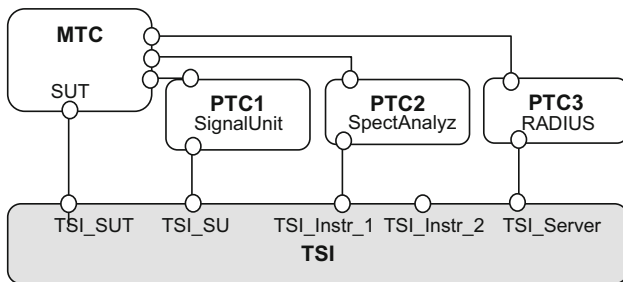 MTC
SUT
PTC1
SignalUnit
PTC2
SpectAnalyz
PTC3
RADIUS
TSI_SUT
TSI_SU
TSI_Instr_1
TSI_Instr_2
TSI_Server
TSI